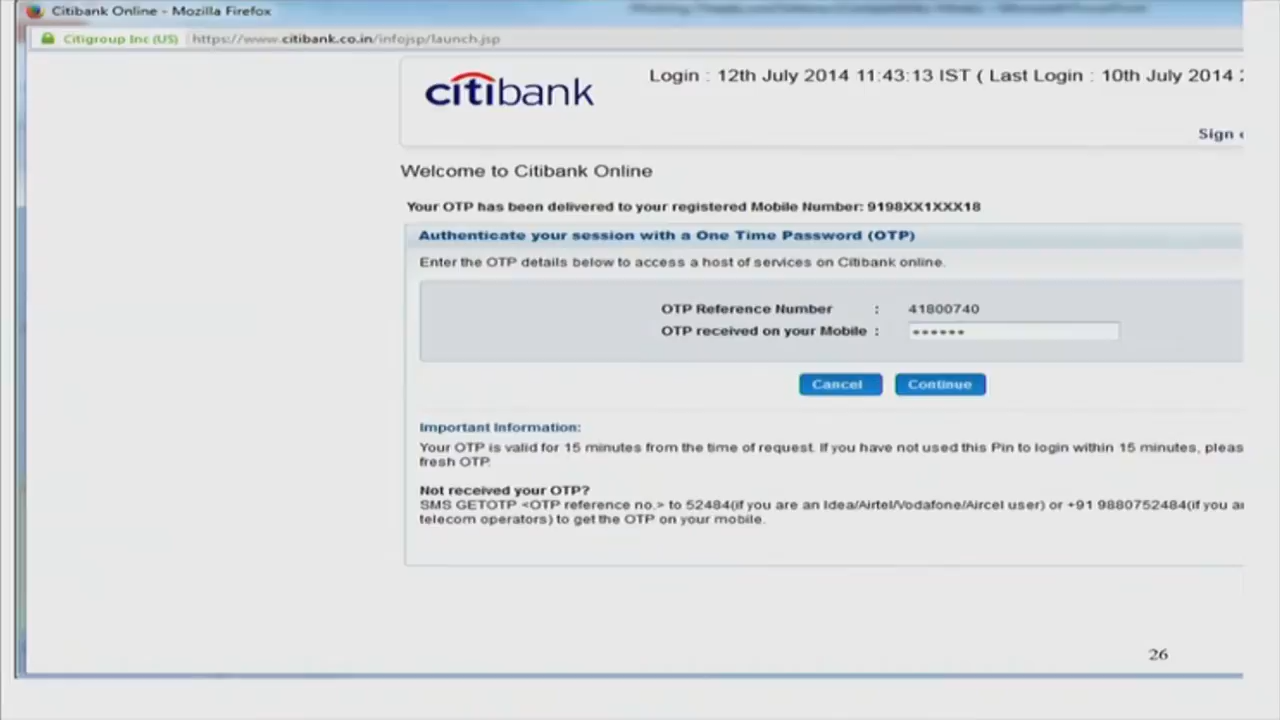 Citibank Online - Mozilla Firefox
Citigroup Inc (US) https://www.citibank.co.in/infojsp/launch.jsp
citibank
Login : 12th July 2014 11:43:13 IST ( Last Login : 10th July 2014
Sign
Welcome to Citibank Online
Your OTP has been delivered to your registered Mobile Number: 9198XX1XXX18
Authenticate your session with a One Time Password (OTP)
Enter the OTP details below to access a host of services on Citibank online.
OTP Reference Number : 41800740
OTP received on your Mobile : ••••••
Cancel Continue
Important Information:
Your OTP is valid for 15 minutes from the time of request. If you have not used this Pin to login within 15 minutes, pleas
fresh OTP.
Not received your OTP?
SMS GETOTP <OTP reference no.> to 52484(if you are an Idea/Airtel/Vodafone/Aircel user) or +91 9880752484(if you
telecom operators) to get the OTP on your mobile.
26